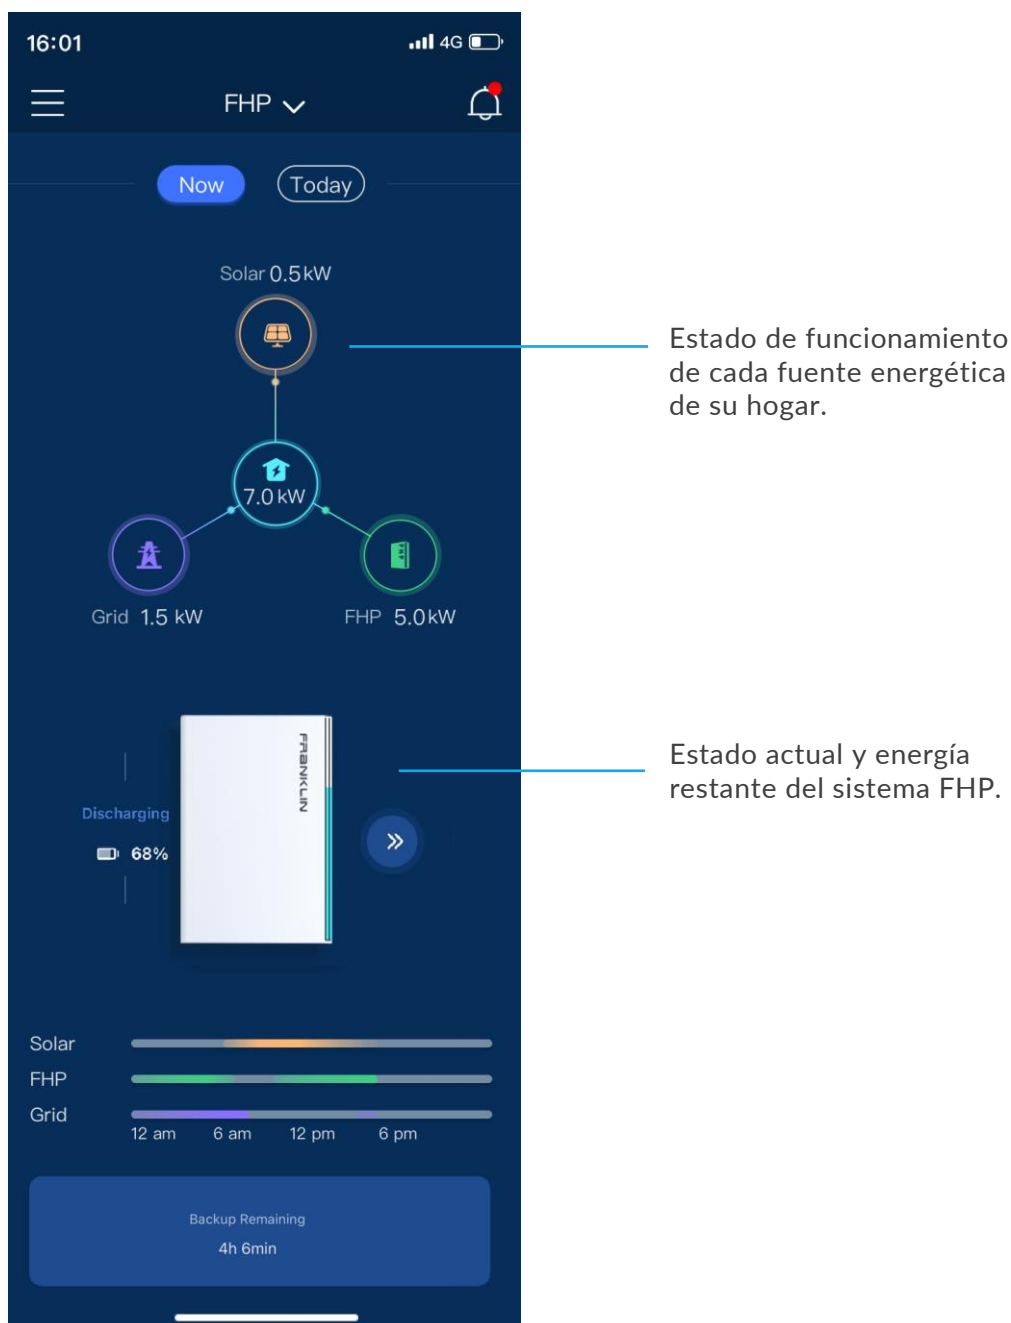 16:01 4G
FHP
Now Today
Solar 0.5kW
Estado de funcionamiento
de cada fuente energética
de su hogar.
7.0 kW
Grid 1.5 kW FHP 5.0kW
FRANKLIN
Estado actual y energía
restante del sistema FHP.
Discharging
68%
Solar
FHP
Grid
12 am 6 am 12 pm 6 pm
Backup Remaining
4h 6min